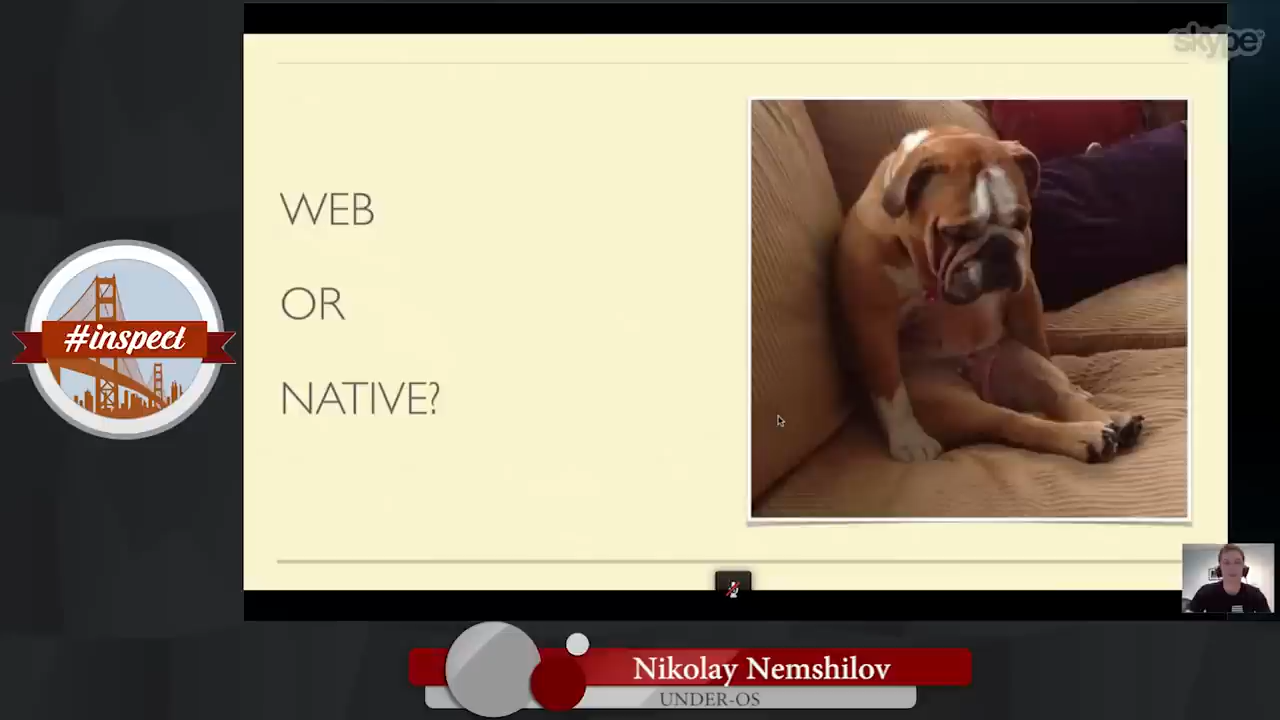 skype
WEB
OR
NATIVE?
#inspect
Nikolay Nemshilov
UNDER-OS